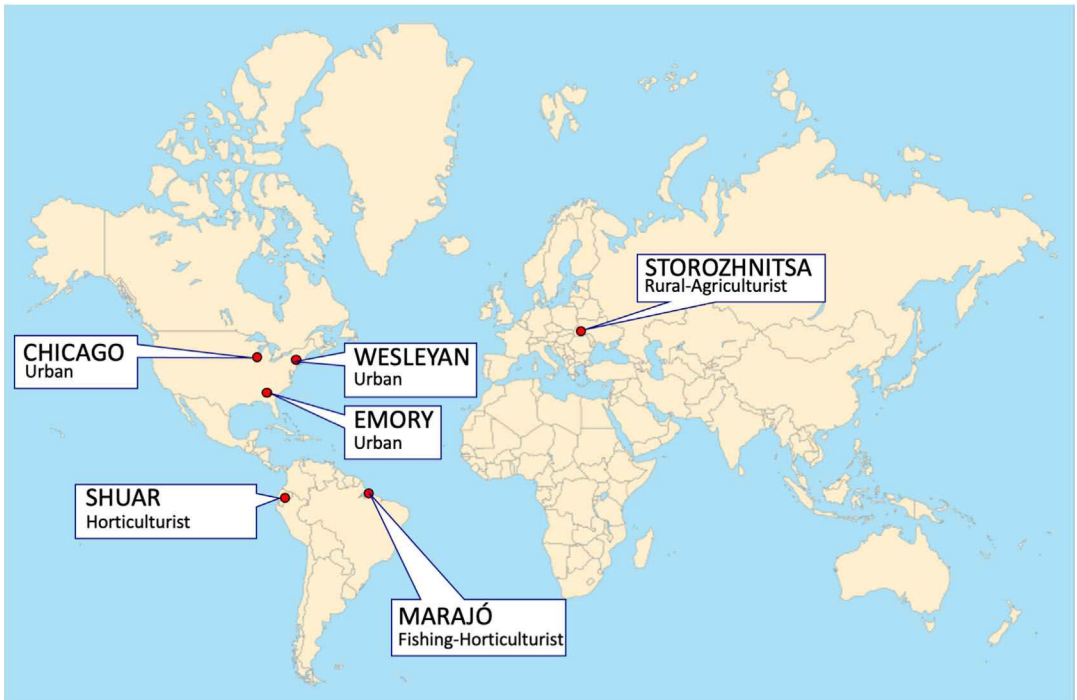 STOROZHNITSA
Rural-Agriculturist
CHICAGO
Urban
WESLEYAN
Urban
EMORY
Urban
SHUAR
Horticulturist
MARAJÓ
Fishing-Horticulturist